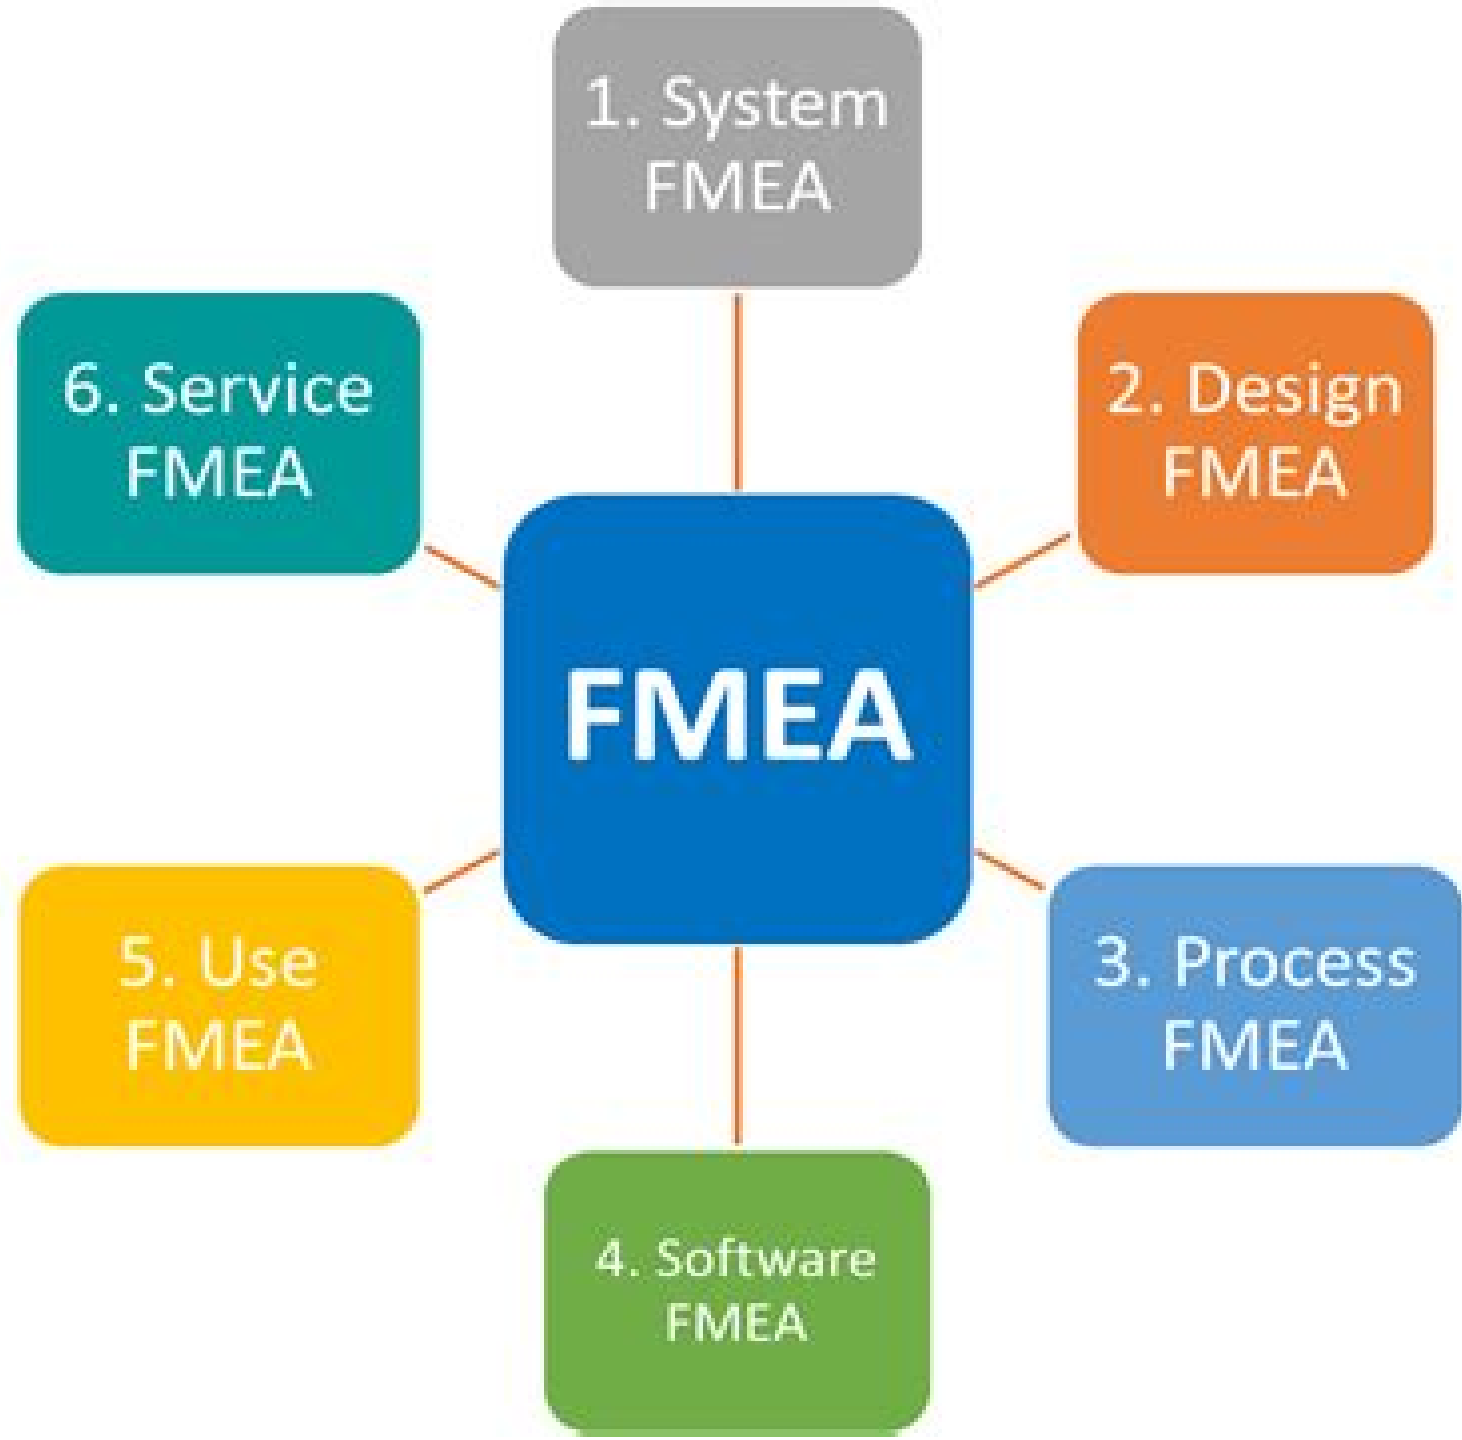 1. System
FMEA
2. Design
FMEA
3. Process
FMEA
4. Software
FMEA
5. Use
FMEA
6. Service
FMEA
FMEA